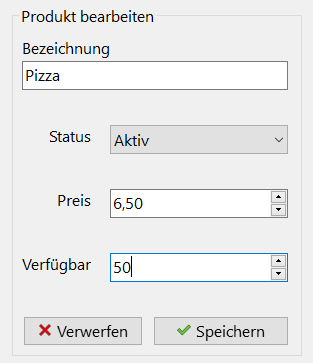 Produkt bearbeiten
Bezeichnung
Pizza
Status Aktiv
Preis 6,50
Verfügbar 50
Verwerfen Speichern